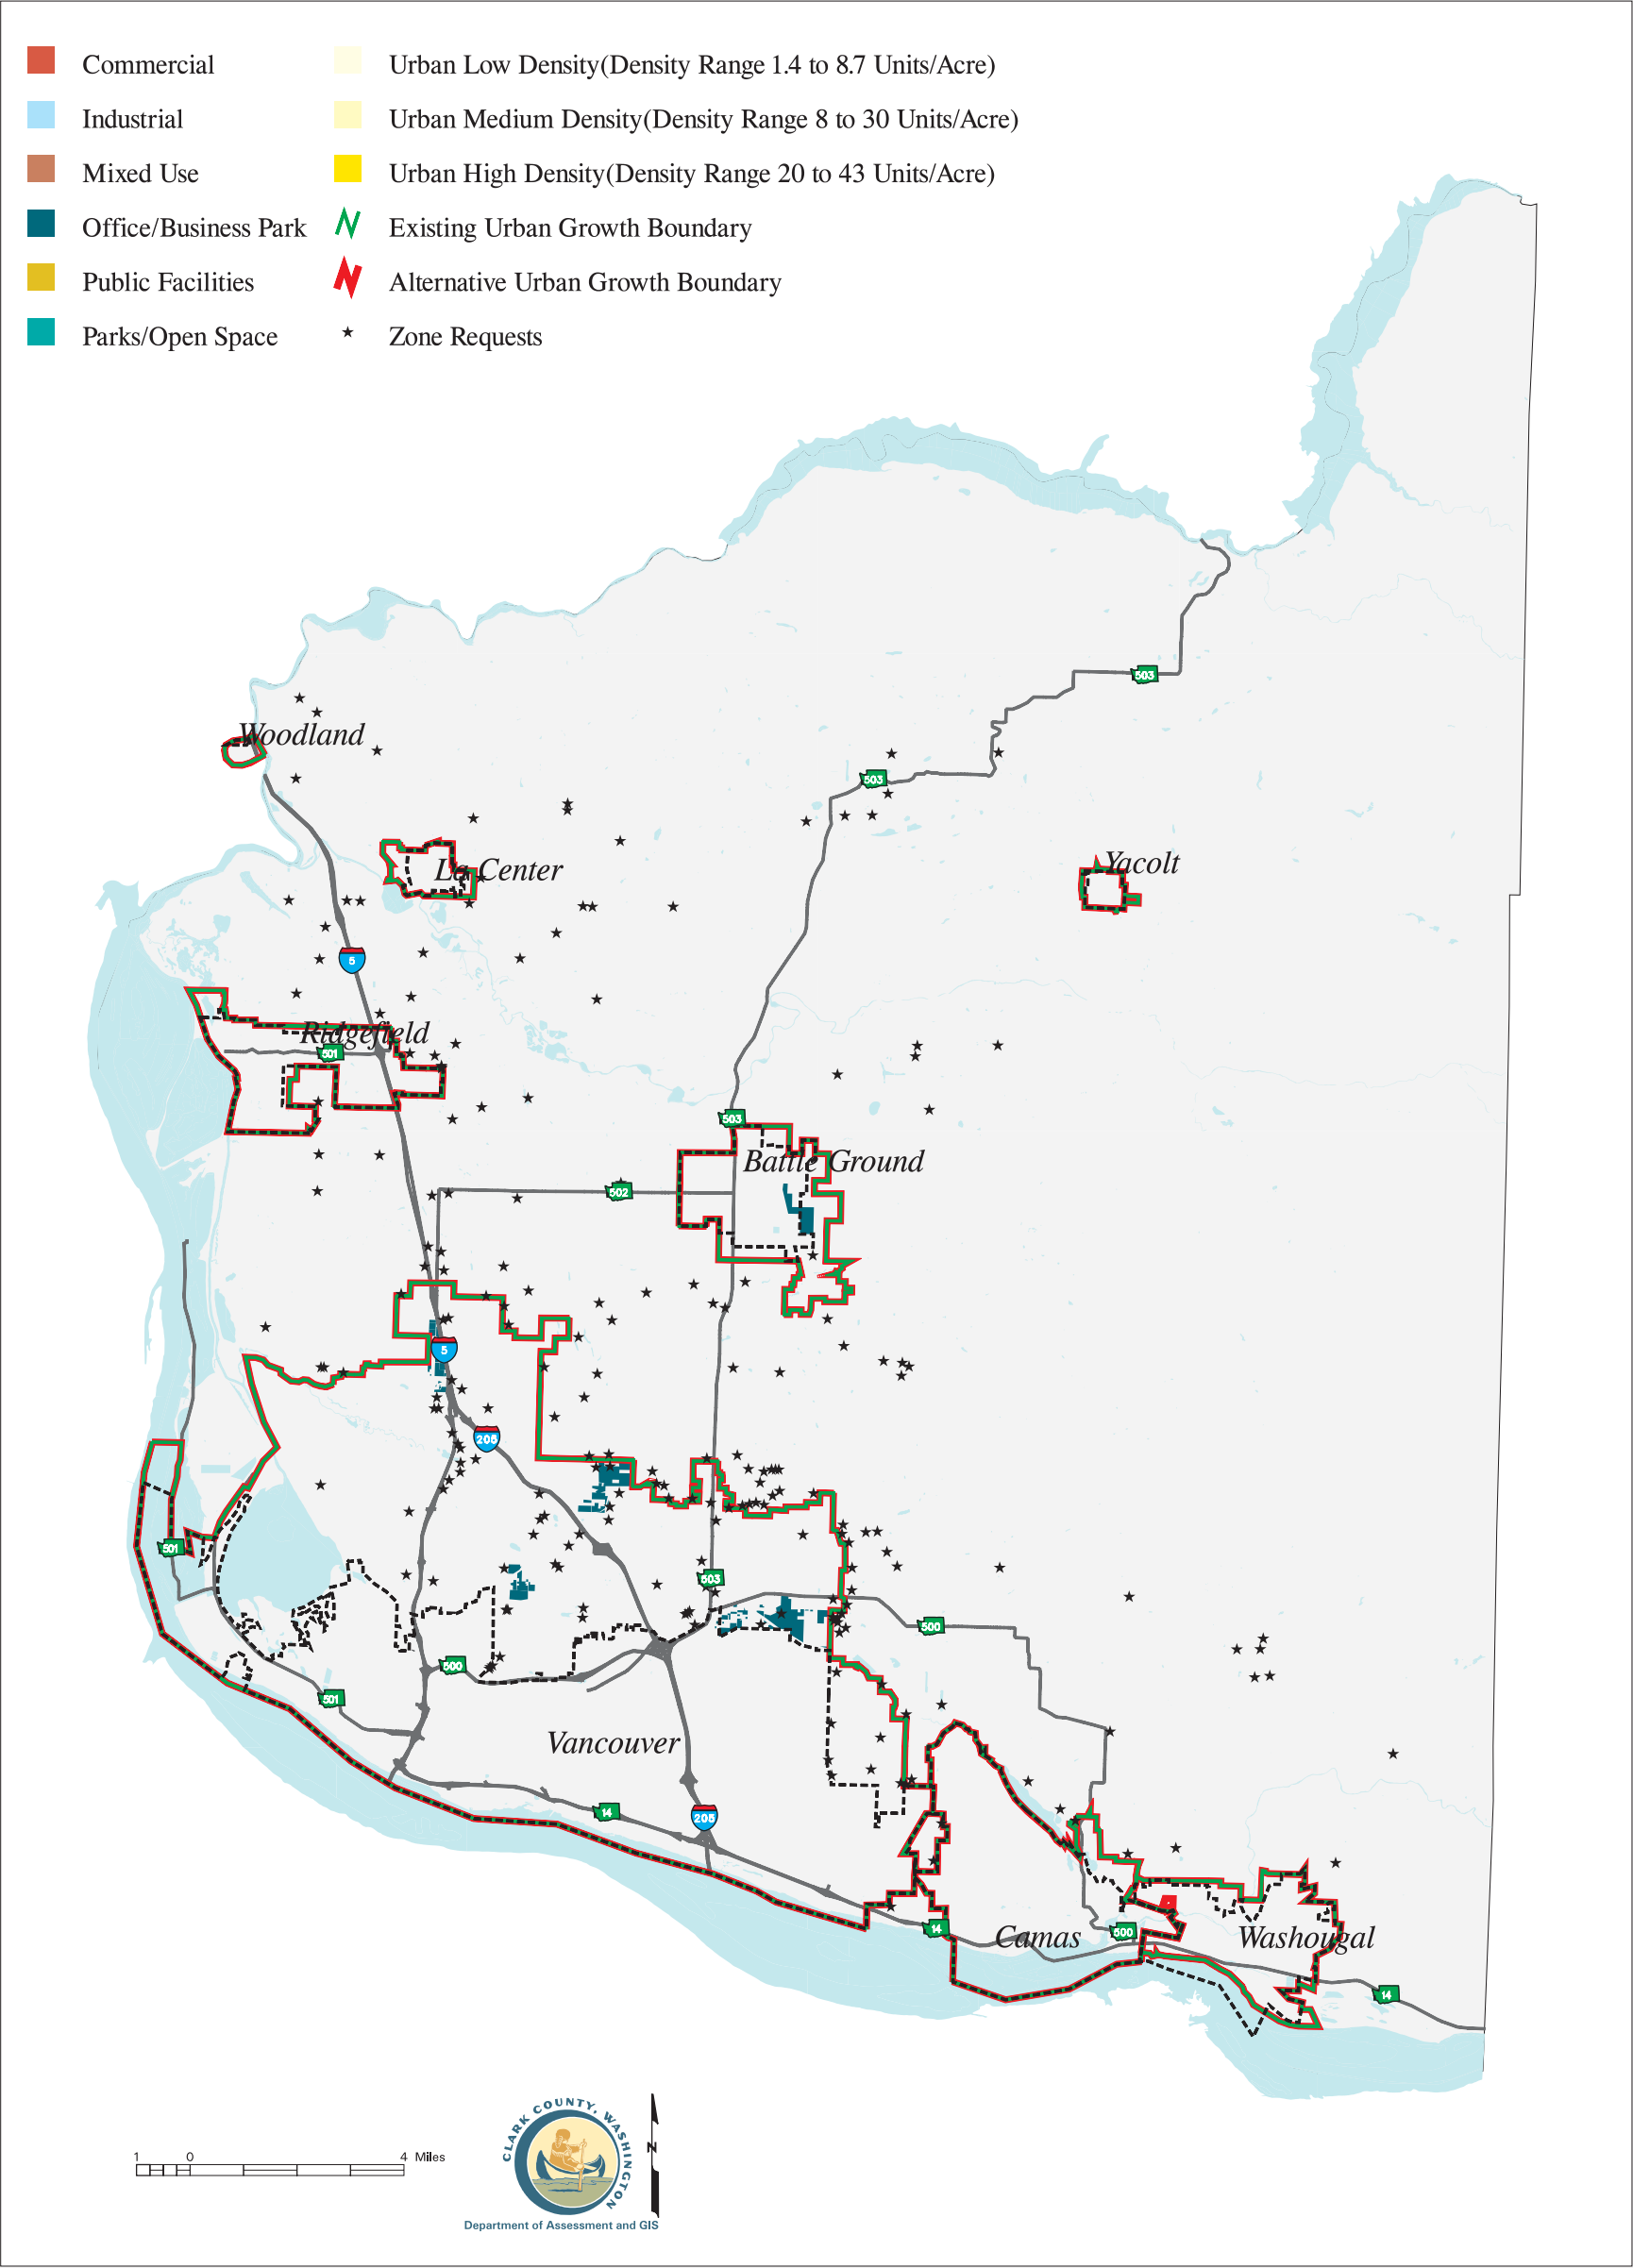 Commercial
Industrial
Mixed Use
Office/Business Park
Public Facilities
Parks/Open Space
Urban Low Density(Density Range 1.4 to 8.7 Units/Acre)
Urban Medium Density(Density Range 8 to 30 Units/Acre)
Urban High Density(Density Range 20 to 43 Units/Acre)
Existing Urban Growth Boundary
Alternative Urban Growth Boundary
Zone Requests
503
Woodland
503
La Center
Yacolt
5
Ridgefield
501
503
Battle Ground
502
5
205
501
503
500
500
501
Vancouver
14
205
14
Camas
500
Washougal
14
1 0 4 Miles
CLARK COUNTY, WASHINGTON
N
Department of Assessment and GIS